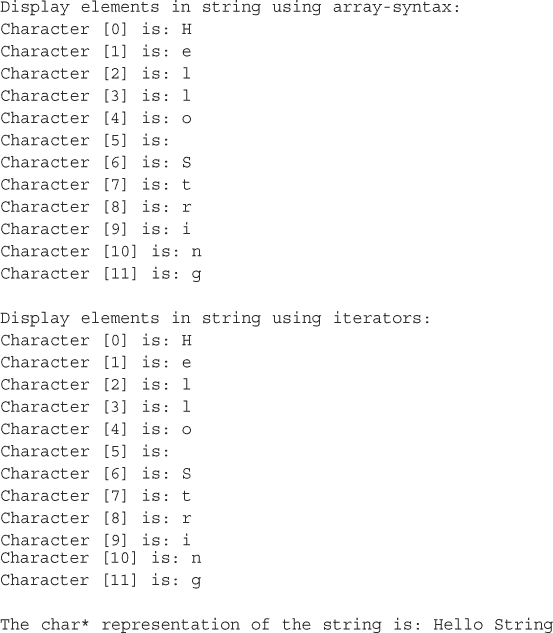 Display elements in string using array-syntax:
Character [0] is: H
Character [1] is: e
Character [2] is: l
Character [3] is: l
Character [4] is: o
Character [5] is:
Character [6] is: S
Character [7] is: t
Character [8] is: r
Character [9] is: i
Character [10] is: n
Character [11] is: g
Display elements in string using iterators:
Character [0] is: H
Character [1] is: e
Character [2] is: l
Character [3] is: l
Character [4] is: o
Character [5] is:
Character [6] is: S
Character [7] is: t
Character [8] is: r
Character [9] is: i
Character [10] is: n
Character [11] is: g
The char* representation of the string is: Hello String